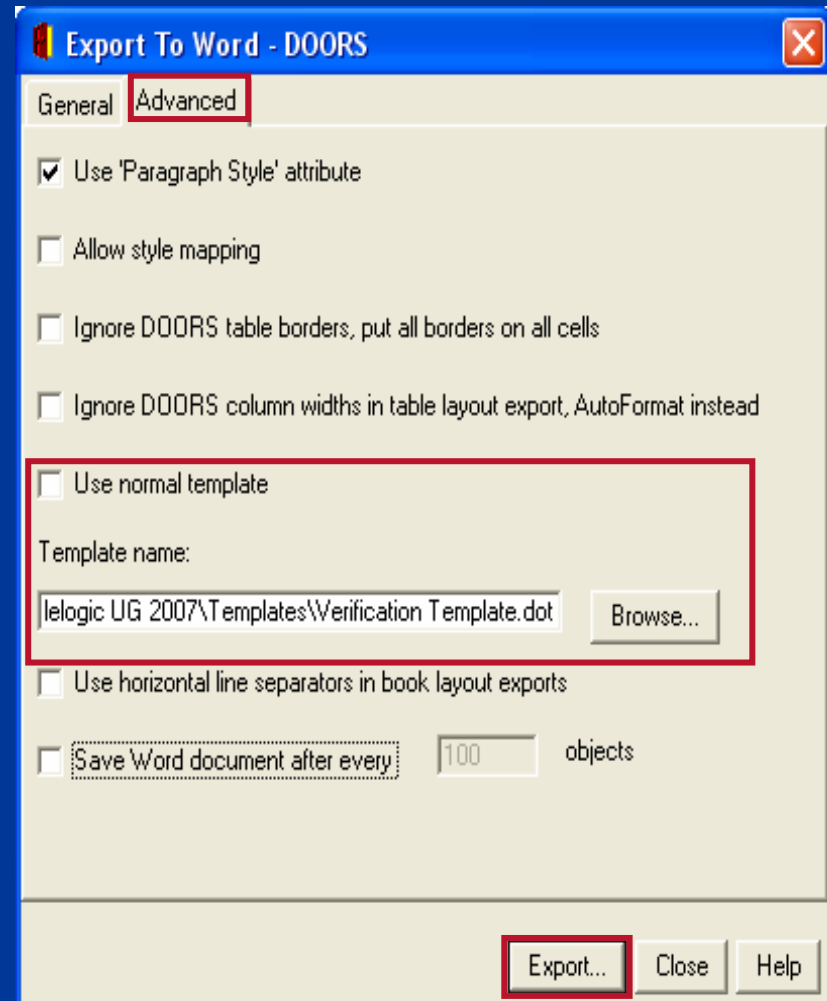 Export To Word - DOORS
General Advanced
Use 'Paragraph Style' attribute
Allow style mapping
Ignore DOORS table borders, put all borders on all cells
Ignore DOORS column widths in table layout export, AutoFormat instead
Use normal template
Template name:
lelogic UG 2007\Templates\Verification Template.dot Browse...
Use horizontal line separators in book layout exports
Save Word document after every 100 objects
Export... Close Help